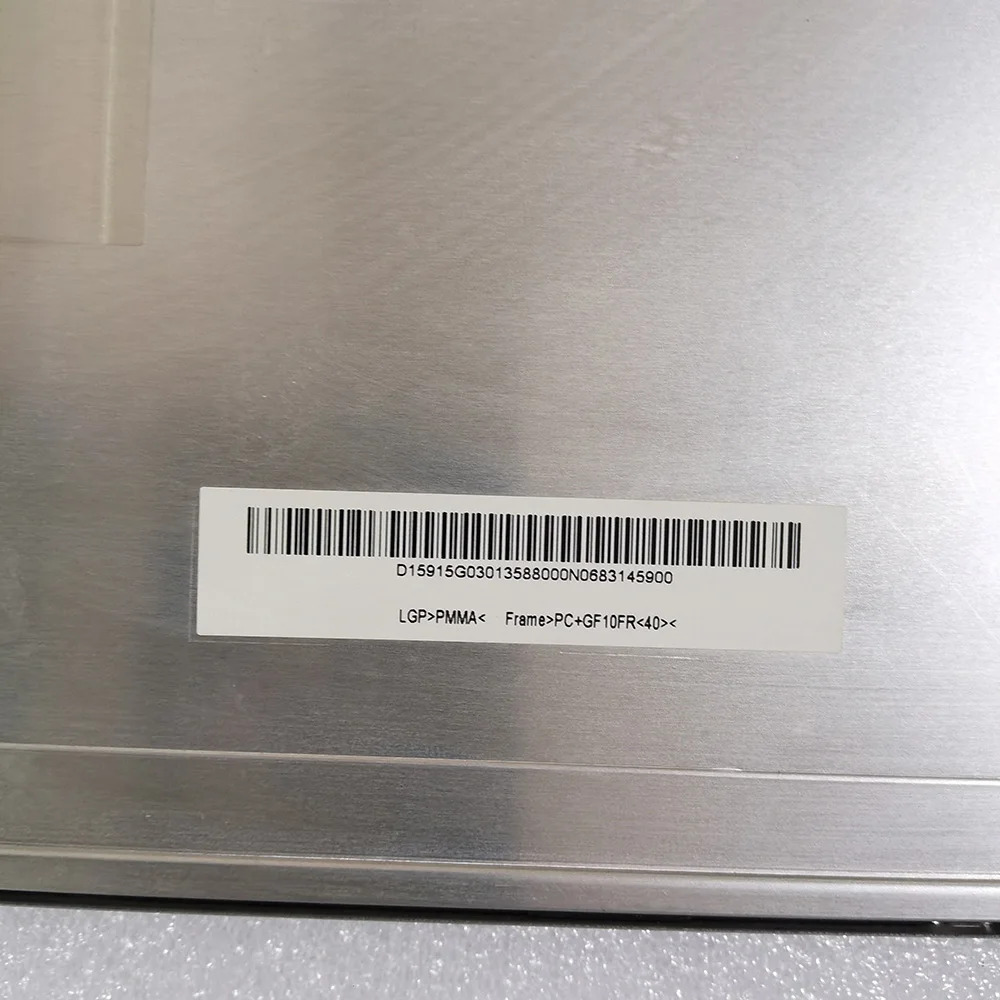 D15915G03013588000N0683145900
LGP>PMMA< Frame>PC+GF10FR<40><